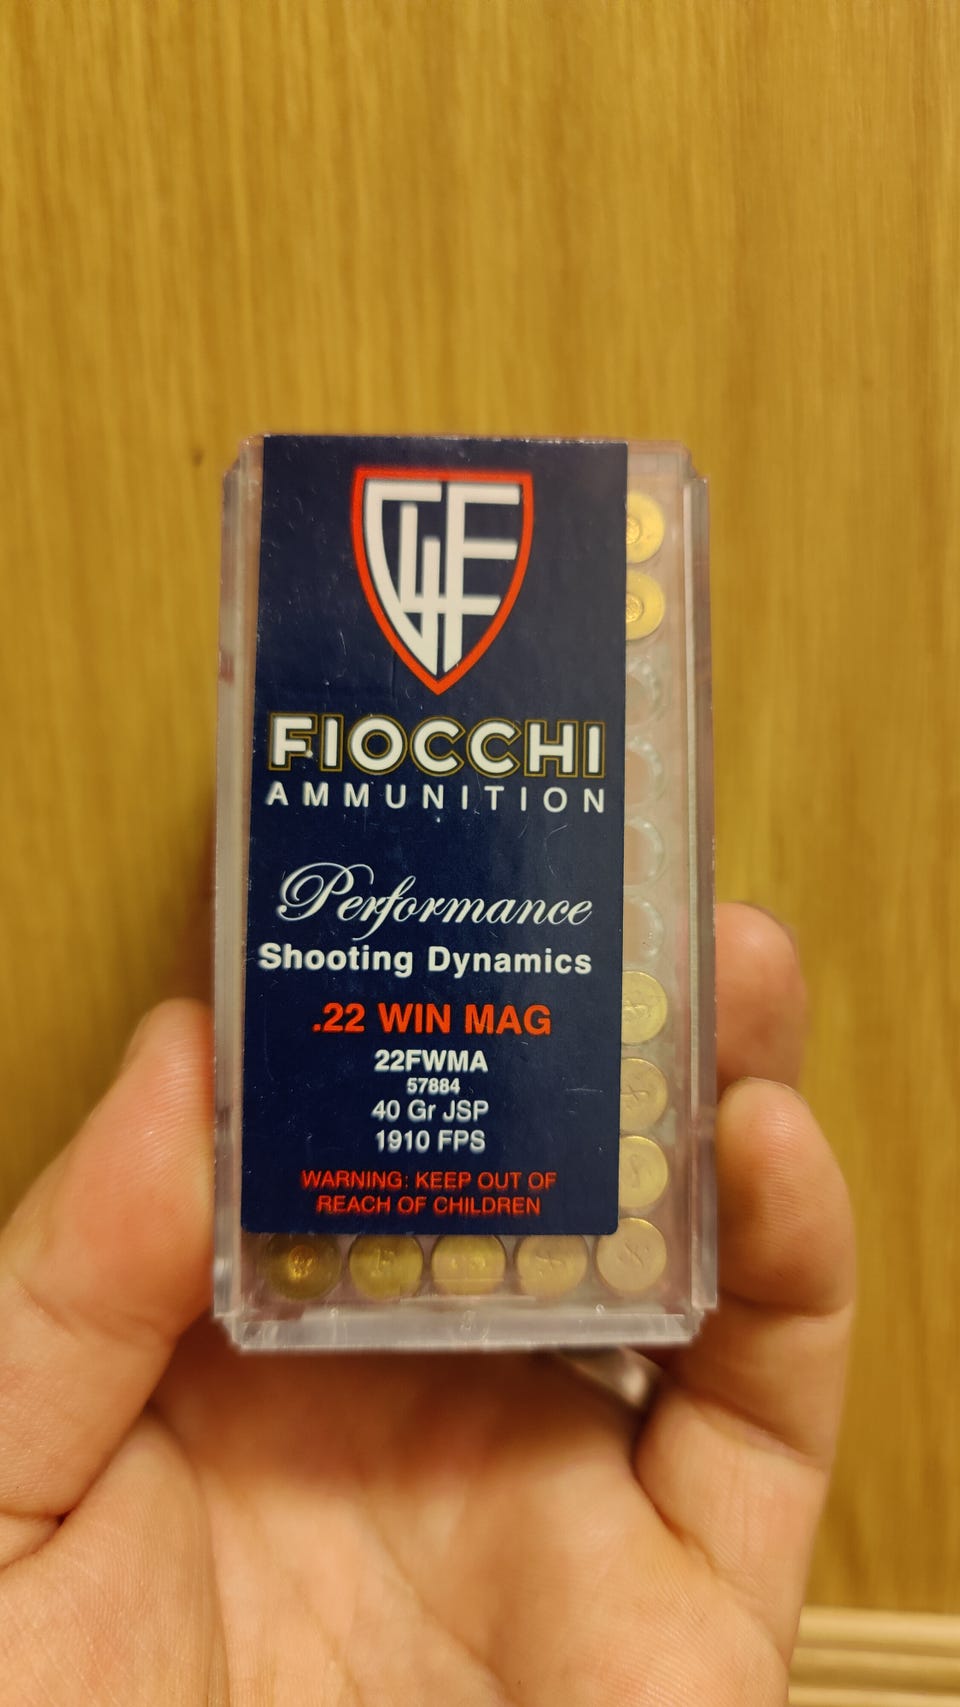 GF
FIOCCHI
AMMUNITION
Performance
Shooting Dynamics
.22 WIN MAG
22FWMA
57884
40 Gr JSP
1910 FPS
WARNING: KEEP OUT OF
REACH OF CHILDREN